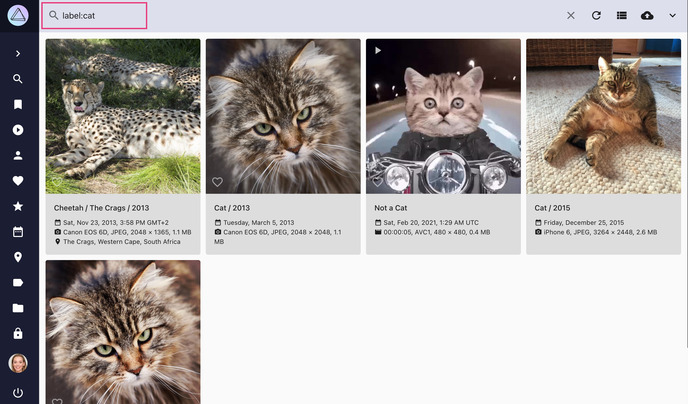 label:cat
Cheetah / The Crags / 2013
Sat, Nov 23, 2013, 3:58 PM GMT+2
Canon EOS 6D, JPEG, 2048 × 1365, 1.1 MB
The Crags, Western Cape, South Africa
Cat / 2013
Tuesday, March 5, 2013
Canon EOS 6D, JPEG, 2048 × 2048, 1.1
MB
Not a Cat
Sat, Feb 20, 2021, 1:29 AM UTC
00:00:05, AVC1, 480 × 480, 0.4 MB
Cat / 2015
Friday, December 25, 2015
iPhone 6, JPEG, 3264 × 2448, 2.6 MB